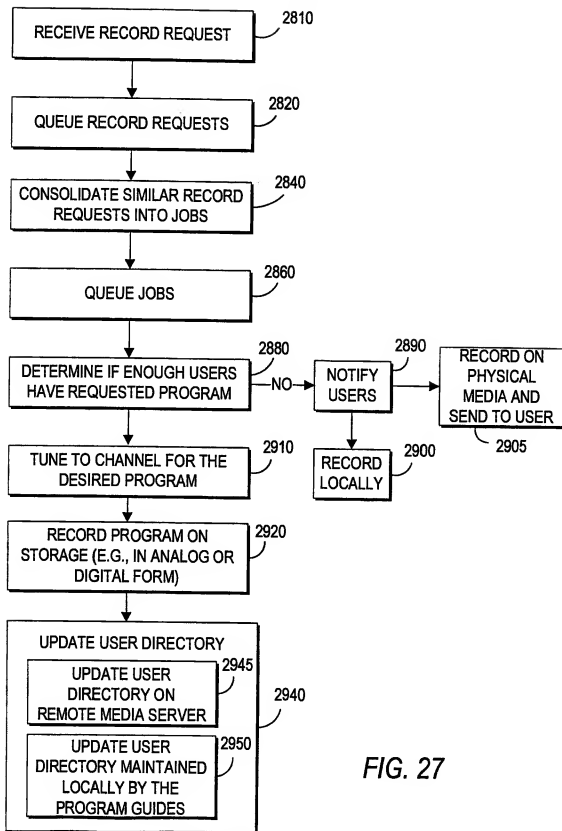 RECEIVE RECORD REQUEST
2810
QUEUE RECORD REQUESTS
2820
CONSOLIDATE SIMILAR RECORD
REQUESTS INTO JOBS
2840
QUEUE JOBS
2860
DETERMINE IF ENOUGH USERS
HAVE REQUESTED PROGRAM
2880
NO
NOTIFY
USERS
2890
RECORD ON
PHYSICAL
MEDIA AND
SEND TO USER
2905
RECORD
LOCALLY
2900
TUNE TO CHANNEL FOR THE
DESIRED PROGRAM
2910
RECORD PROGRAM ON
STORAGE (E.G., IN ANALOG OR
DIGITAL FORM)
2920
UPDATE USER DIRECTORY
2940
UPDATE USER
DIRECTORY ON
REMOTE MEDIA SERVER
2945
UPDATE USER
DIRECTORY MAINTAINED
LOCALLY BY THE
PROGRAM GUIDES
2950
FIG. 27